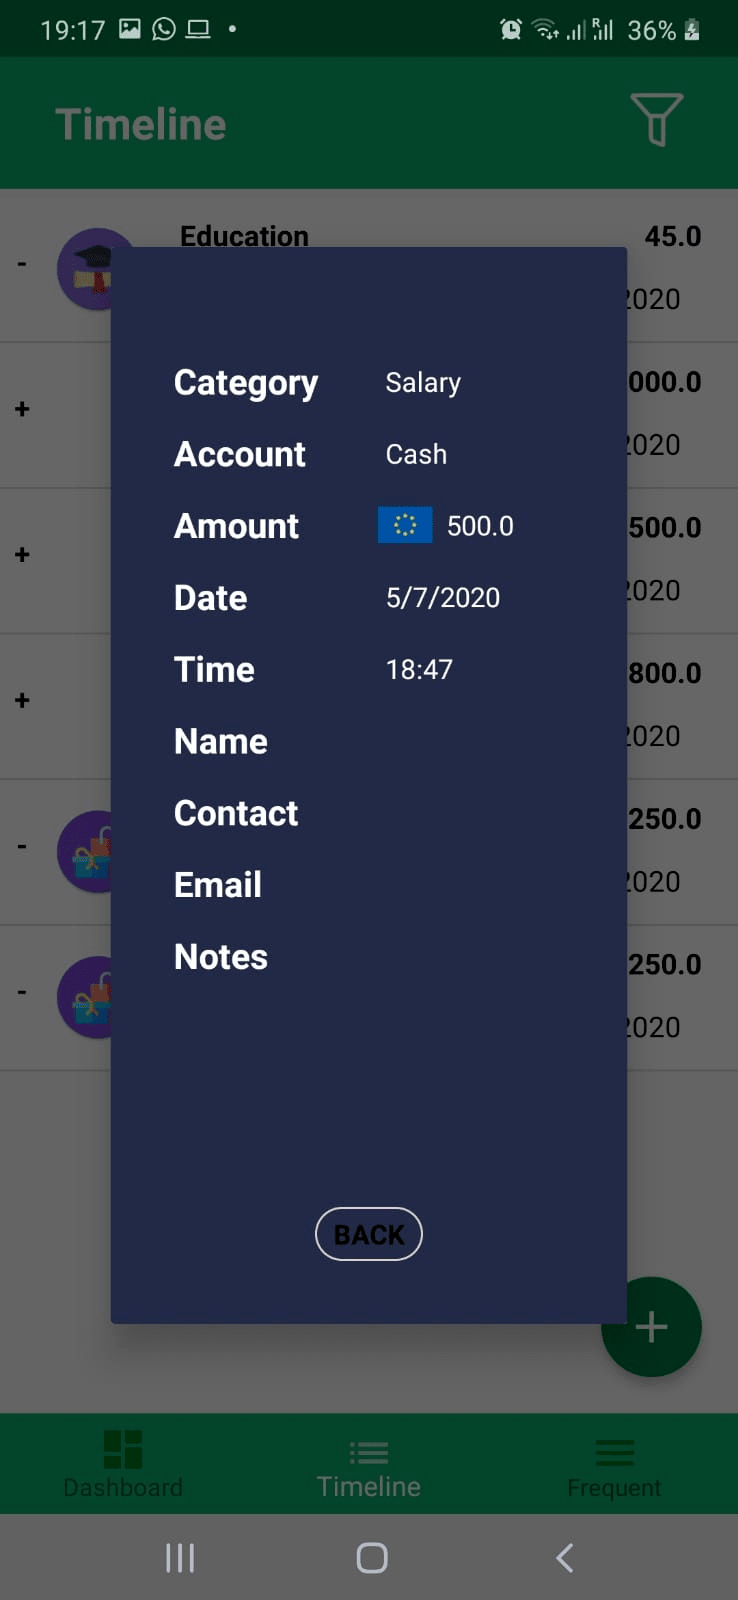 19:17 R 36%
Timeline
- Education 45.0
2020
+ 000.0
2020
Category Salary
Account Cash
+ 500.0
Amount 500.0
2020
Date 5/7/2020
Time 18:47
+ 800.0
Name 2020
Contact
- 250.0
Email 2020
Notes
- 250.0
2020
BACK
+
Dashboard Timeline Frequent